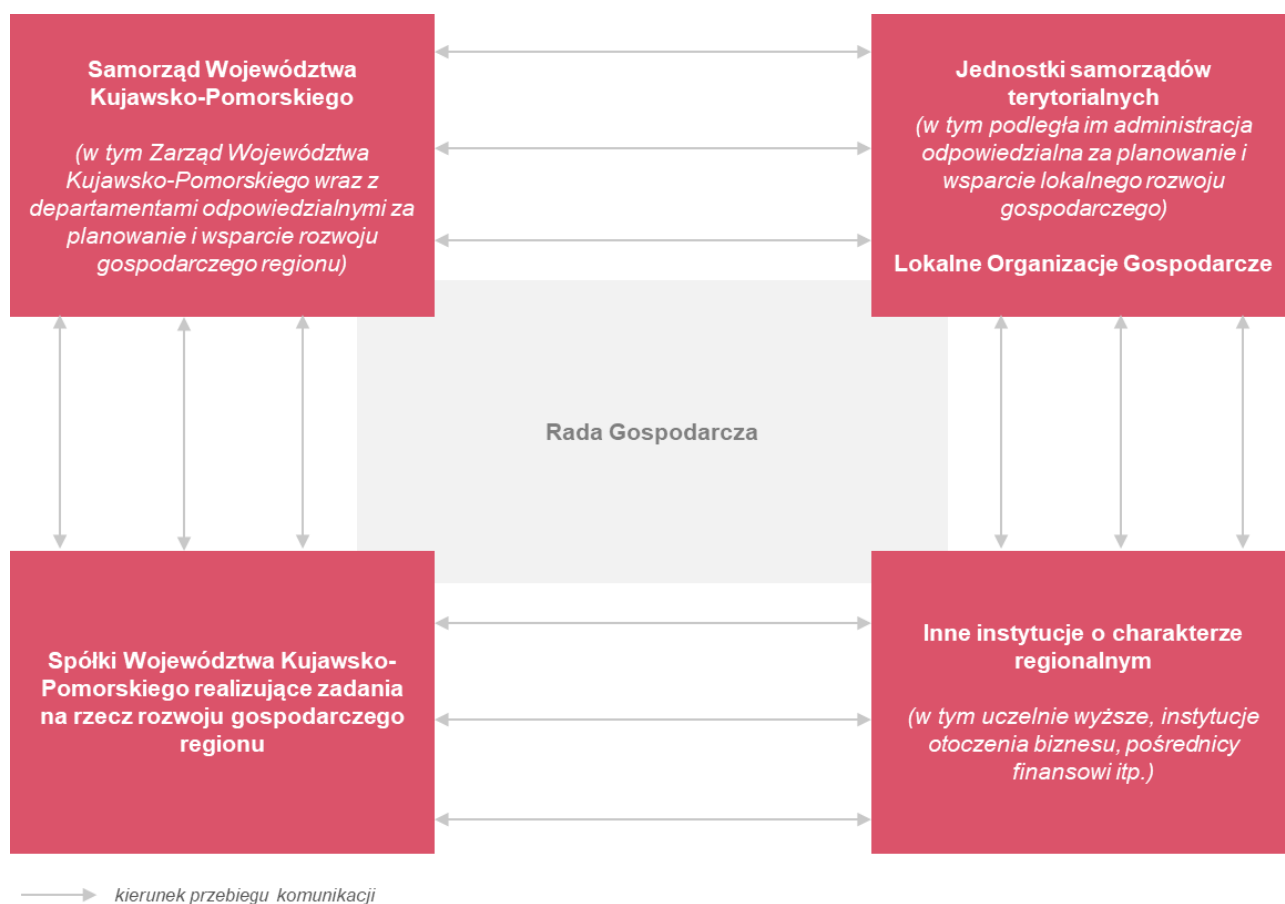 Samorząd Województwa
Kujawsko-Pomorskiego
(w tym Zarząd Województwa
Kujawsko-Pomorskiego wraz z
departamentami odpowiedzialnymi za
planowanie i wsparcie rozwoju
gospodarczego regionu)
Jednostki samorządów
terytorialnych
(w tym podległa im administracja
odpowiedzialna za planowanie i
wsparcie lokalnego rozwoju
gospodarczego)
Lokalne Organizacje Gospodarcze
Rada Gospodarcza
Spółki Województwa Kujawsko-
Pomorskiego realizujące zadania
na rzecz rozwoju gospodarczego
regionu
Inne instytucje o charakterze
regionalnym
(w tym uczelnie wyższe, instytucje
otoczenia biznesu, pośrednicy
finansowi itp.)
kierunek przebiegu komunikacji